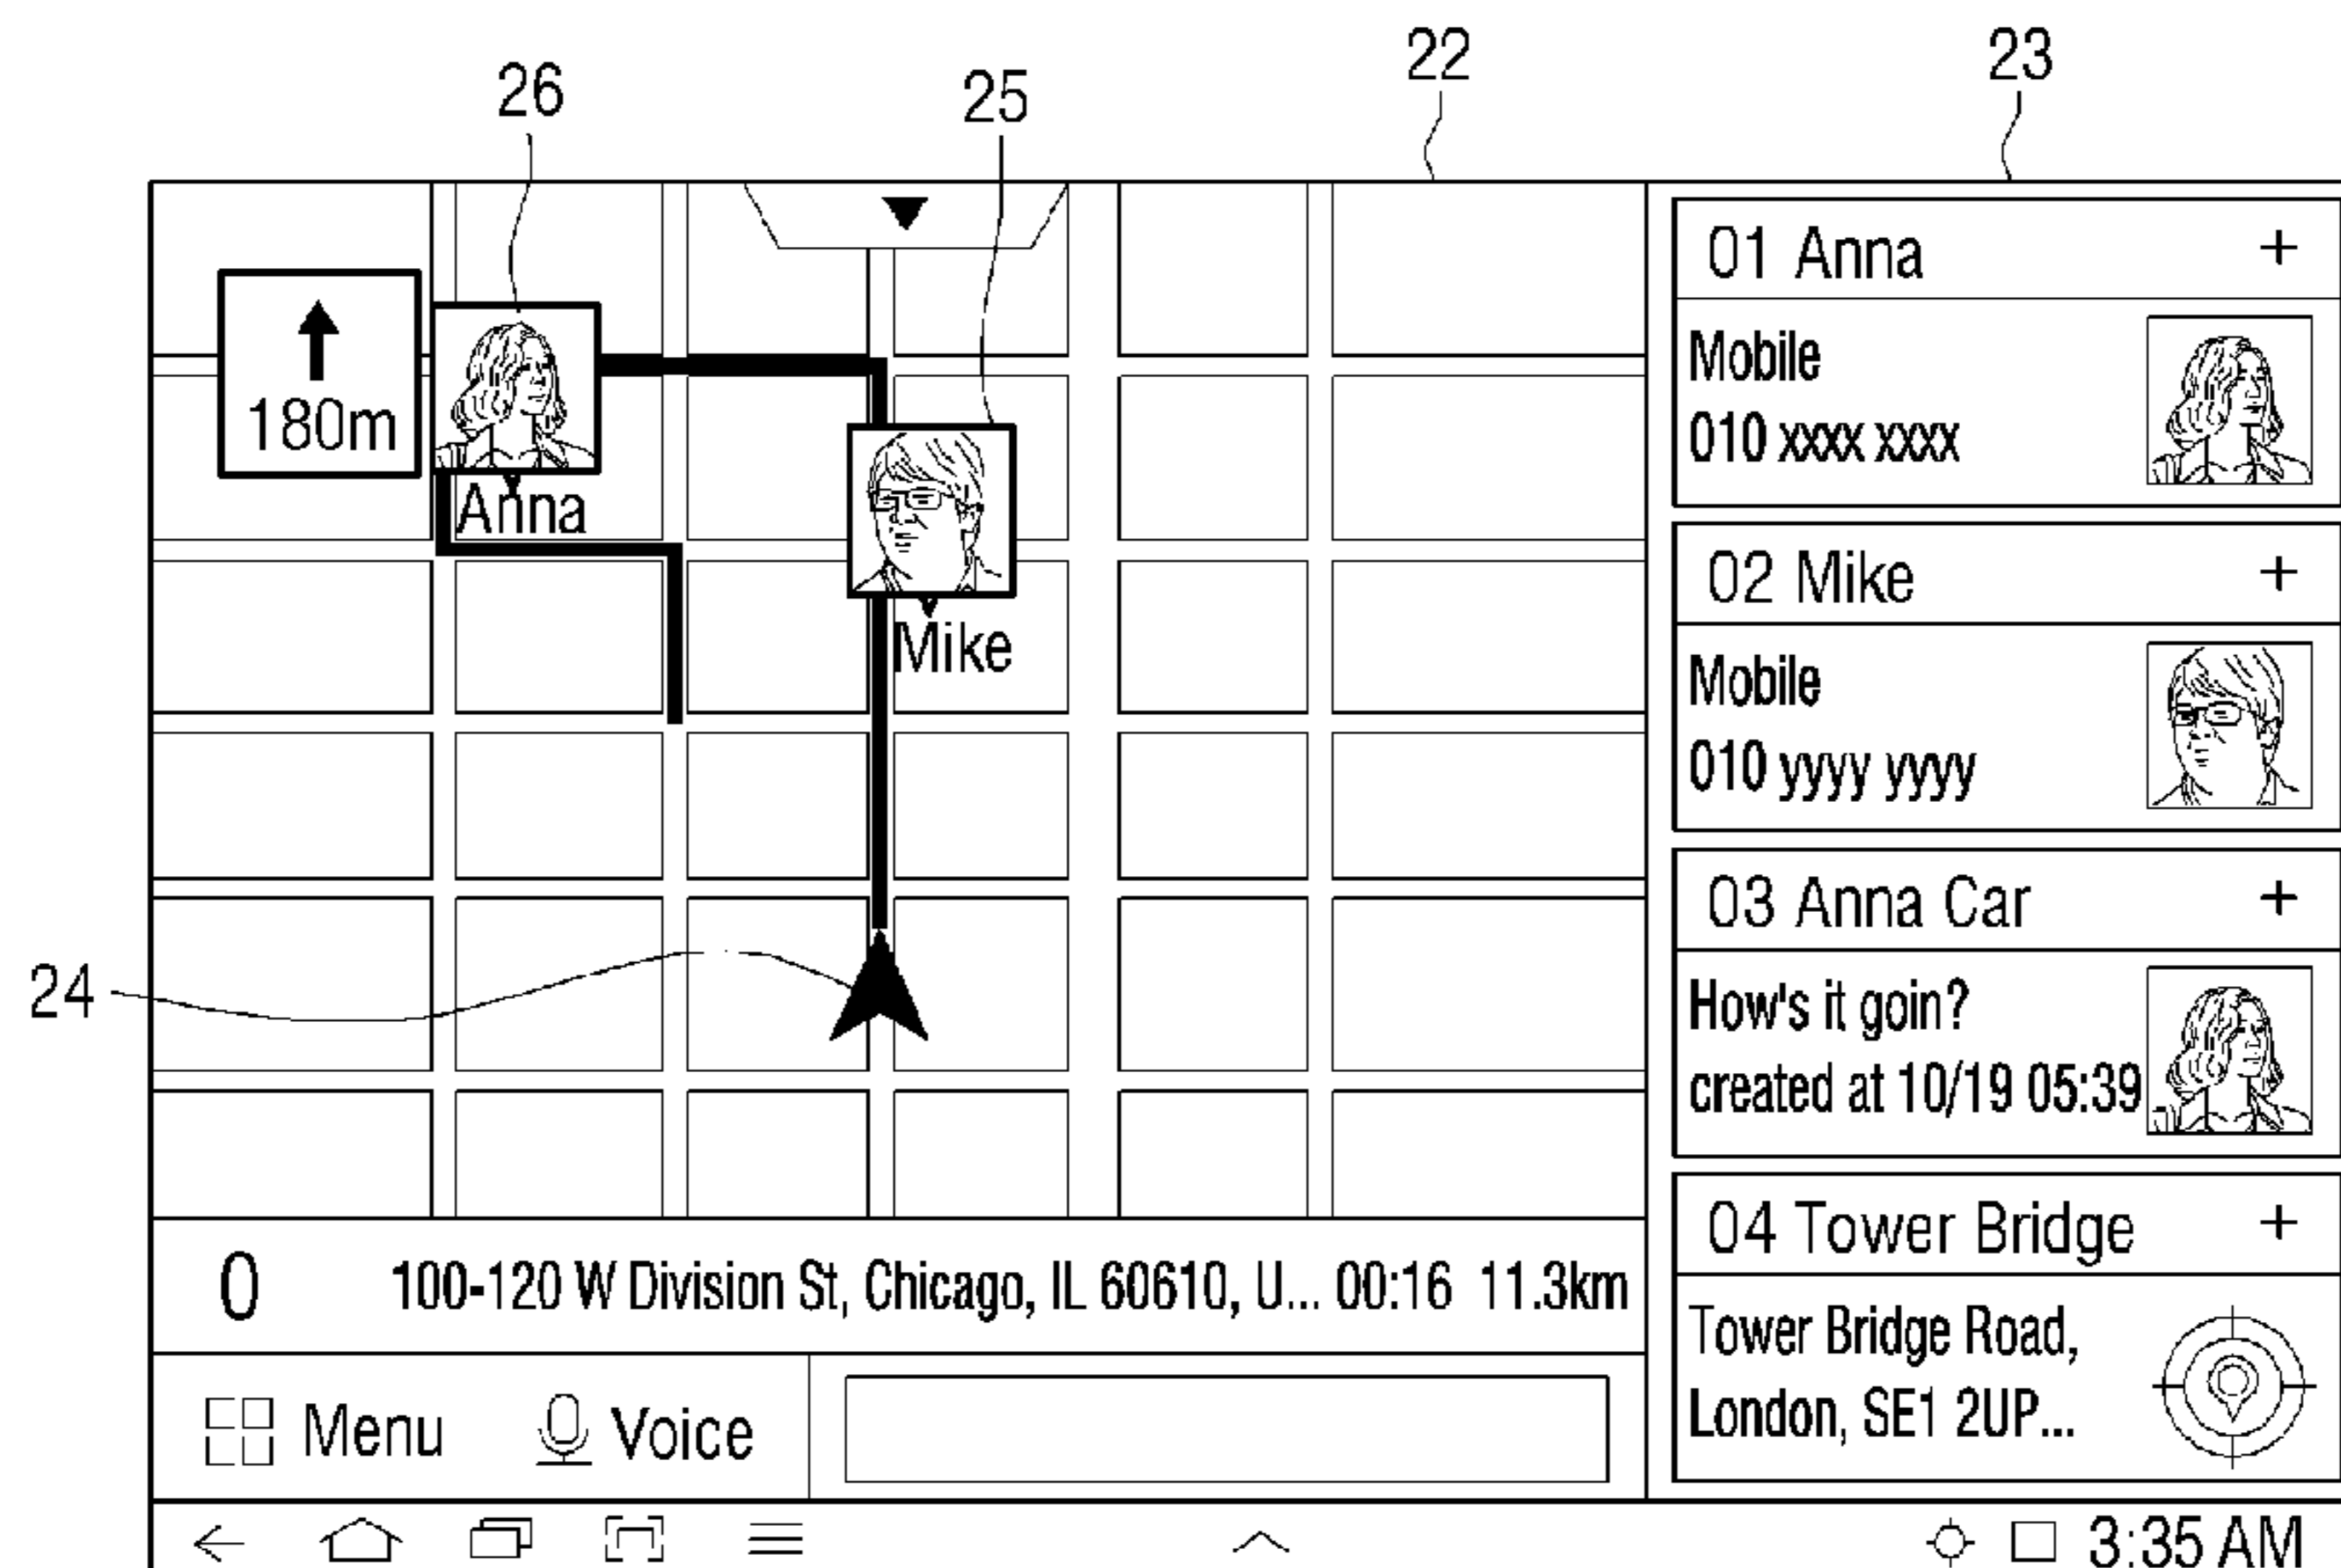 26
25
22
23
180m
Anna
Mike
24
01 Anna +
Mobile
010 xxxx xxxx
02 Mike +
Mobile
010 yyyy yyyy
03 Anna Car +
How's it goin?
created at 10/19 05:39
04 Tower Bridge +
Tower Bridge Road,
London, SE1 2UP...
0 100-120 W Division St, Chicago, IL 60610, U... 00:16 11.3km
Menu Voice
3:35 AM